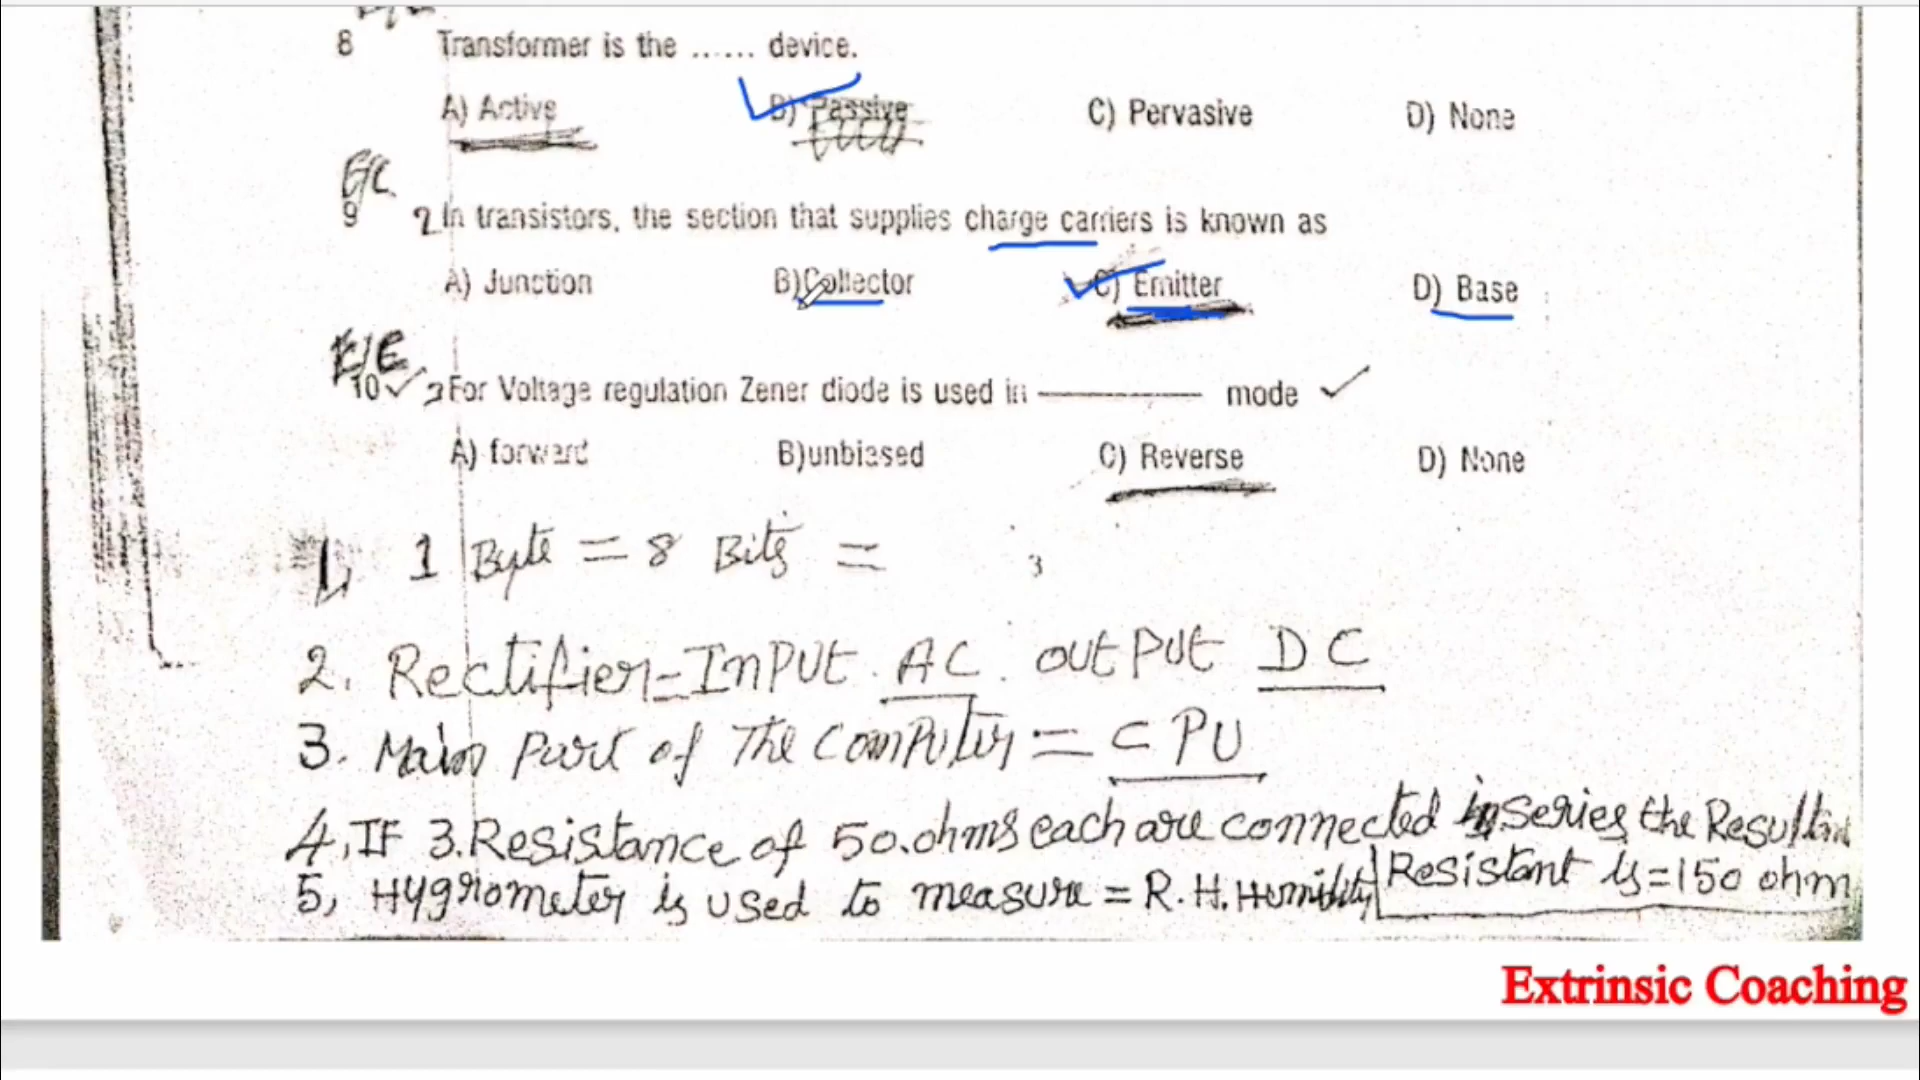 8 Transformer is the ...... device.
A) Active B) Passive C) Pervasive D) None
E/C
9 2 In transistors, the section that supplies charge carriers is known as
A) Junction B)Collector C) Emitter D) Base
E/E
10 3 For Voltage regulation Zener diode is used in ________ mode
A) forward B)unbiased C) Reverse D) None
1, 1 Byte = 8 Bits =
3
2. Rectifier=InPut. AC. outPut DC
3. Main Part of The ComPuter = CPU
4, IF 3.Resistance of 50.ohms each are connected in series the Resultant
Resistant is=150 ohm
5, Hygrometer is used to measure = R.H. Humidity
Extrinsic Coaching